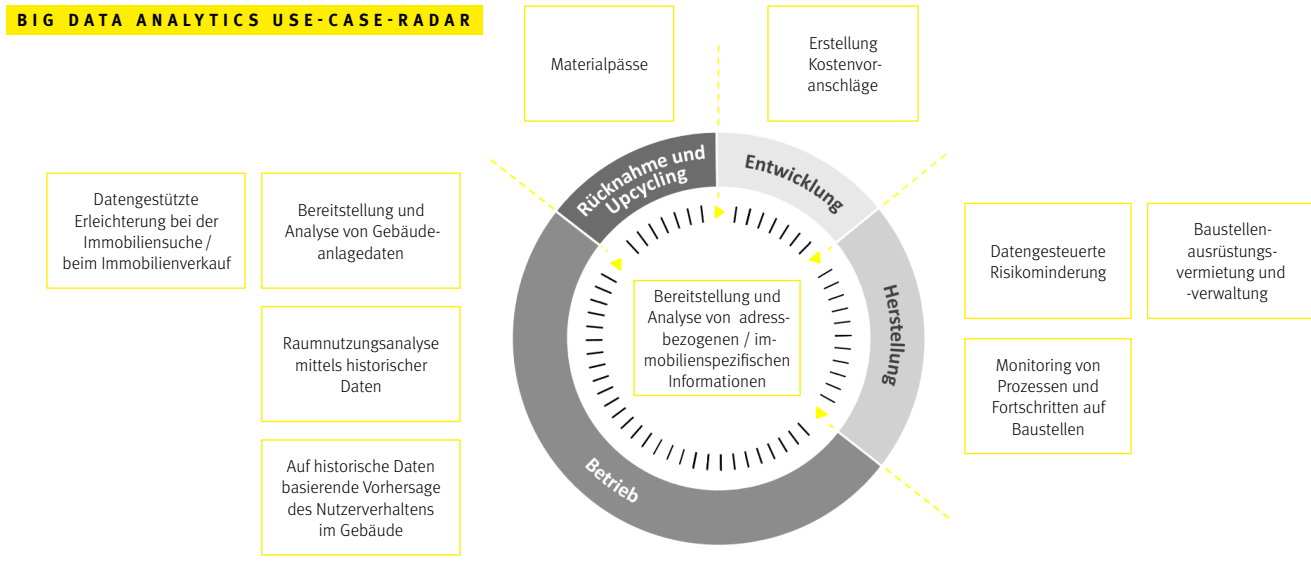 BIG DATA ANALYTICS USE-CASE-RADAR
Materialpässe
Erstellung
Kostenvor-
anschläge
Rücknahme und
Upcycling
Entwicklung
Herstellung
Betrieb
Datengestützte
Erleichterung bei der
Immobiliensuche /
beim Immobilienverkauf
Bereitstellung und
Analyse von Gebäude-
anlagedaten
Raumnutzungsanalyse
mittels historischer
Daten
Auf historische Daten
basierende Vorhersage
des Nutzerverhaltens
im Gebäude
Bereitstellung und
Analyse von adress-
bezogenen / im-
mobilienspezifischen
Informationen
Datengesteuerte
Risikominderung
Baustellen-
ausrüstungs-
vermietung und
-verwaltung
Monitoring von
Prozessen und
Fortschritten auf
Baustellen